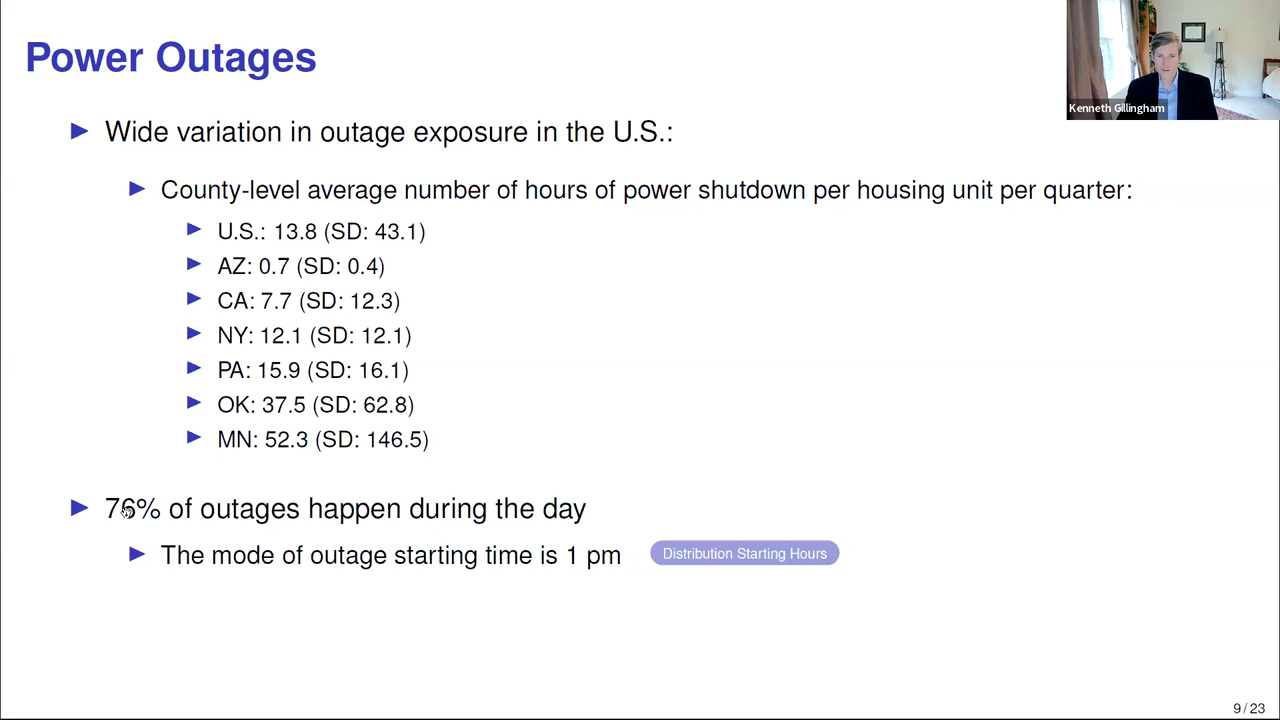 Power Outages
Kenneth Gillingham
Wide variation in outage exposure in the U.S.:
County-level average number of hours of power shutdown per housing unit per quarter:
U.S.: 13.8 (SD: 43.1)
AZ: 0.7 (SD: 0.4)
CA: 7.7 (SD: 12.3)
NY: 12.1 (SD: 12.1)
PA: 15.9 (SD: 16.1)
OK: 37.5 (SD: 62.8)
MN: 52.3 (SD: 146.5)
76% of outages happen during the day
The mode of outage starting time is 1 pm
Distribution Starting Hours
9 / 23